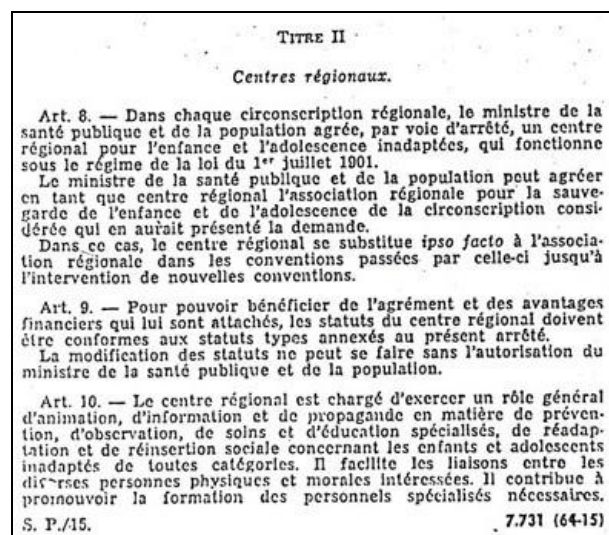 TITRE II
Centres régionaux.
Art. 8. — Dans chaque circonscription régionale, le ministre de la
santé publique et de la population agrée, par voie d'arrêté, un centre
régional pour l'enfance et l'adolescence inadaptées, qui fonctionne
sous le régime de la loi du 1er juillet 1901.
Le ministre de la santé publique et de la population peut agréer
en tant que centre régional l'association régionale pour la sauve-
garde de l'enfance et de l'adolescence de la circonscription consi-
dérée qui en aurait présenté la demande.
Dans ce cas, le centre régional se substitue ipso facto à l'associa-
tion régionale dans les conventions passées par celle-ci jusqu'à
l'intervention de nouvelles conventions.
Art. 9. — Pour pouvoir bénéficier de l'agrément et des avantages
financiers qui lui sont attachés, les statuts du centre régional doivent
être conformes aux statuts types annexés au présent arrêté.
La modification des statuts ne peut se faire sans l'autorisation du
ministre de la santé publique et de la population.
Art. 10. — Le centre régional est chargé d'exercer un rôle général
d'animation, d'information et de propagande en matière de préven-
tion, d'observation, de soins et d'éducation spécialisés, de réadap-
tation et de réinsertion sociale concernant les enfants et adolescents
inadaptés de toutes catégories. Il facilite les liaisons entre les
diverses personnes physiques et morales intéressées. Il contribue à
promouvoir la formation des personnels spécialisés nécessaires.
S. P./15. 7.731 (64-15)